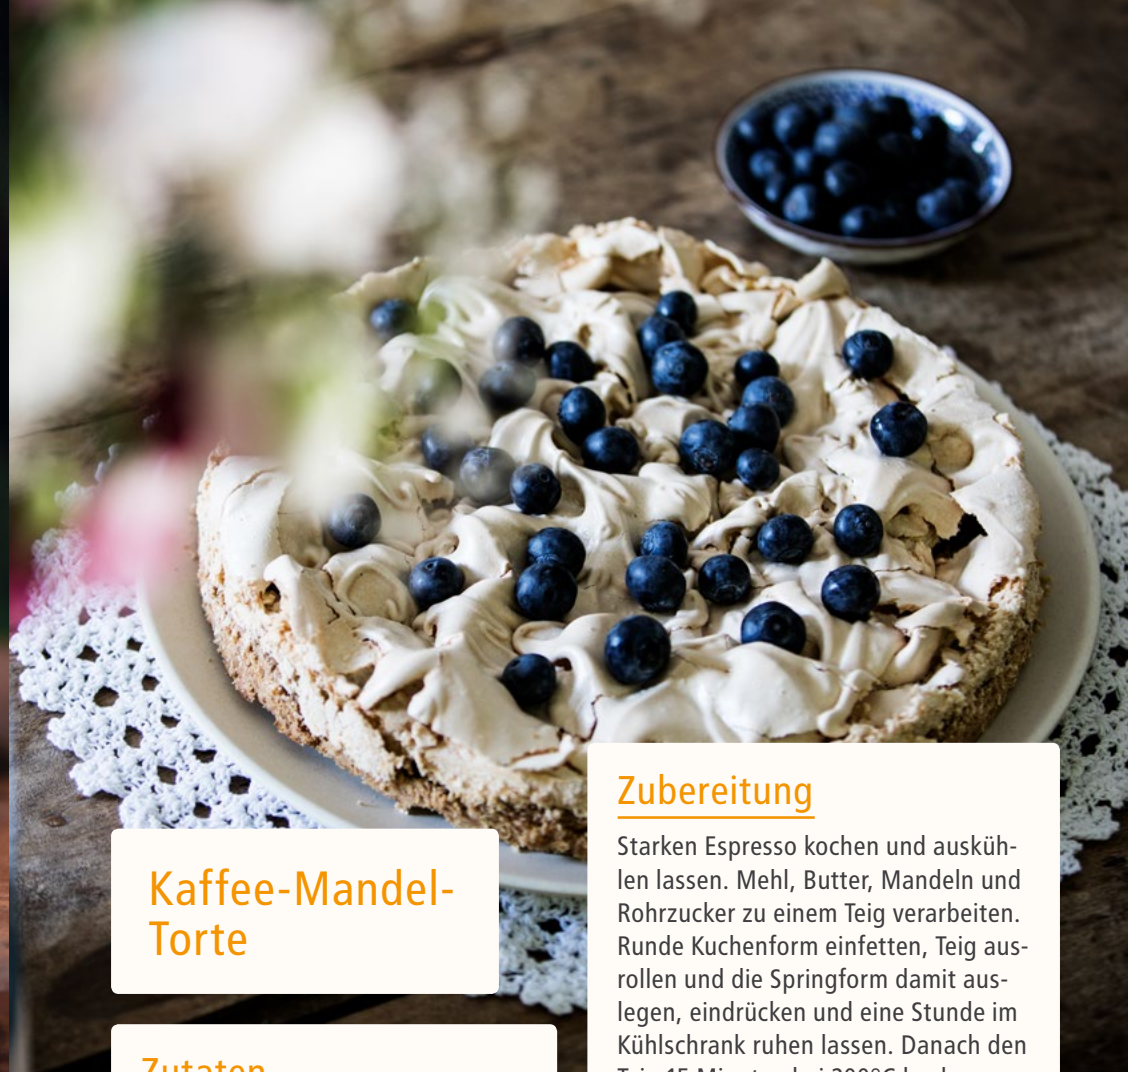 Kaffee-Mandel-
Torte
Zutaten
Zubereitung
Starken Espresso kochen und ausküh-
len lassen. Mehl, Butter, Mandeln und
Rohrzucker zu einem Teig verarbeiten.
Runde Kuchenform einfetten, Teig aus-
rollen und die Springform damit aus-
legen, eindrücken und eine Stunde im
Kühlschrank ruhen lassen. Danach den